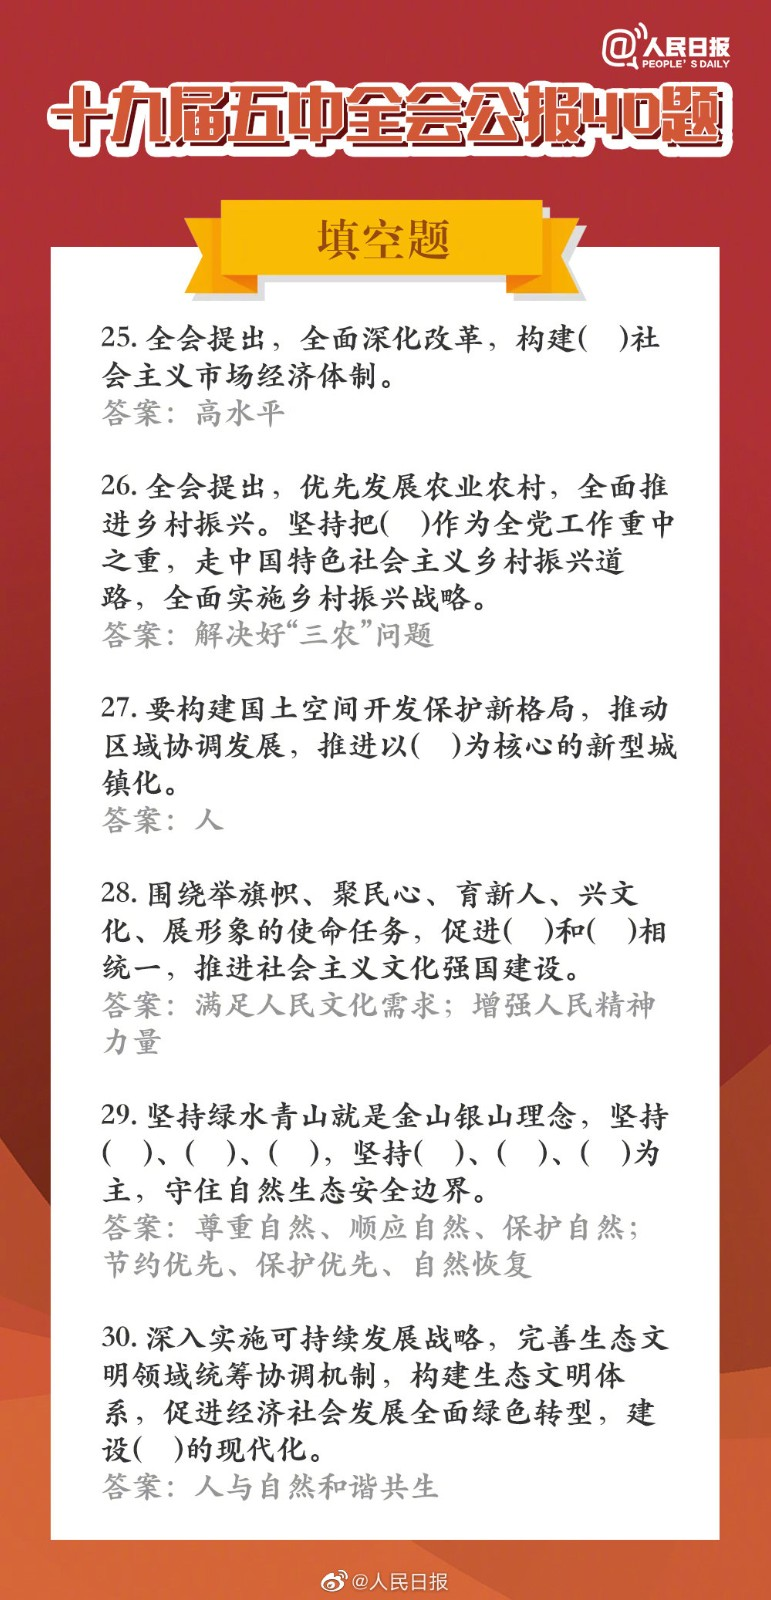 @人民日报
PEOPLE'S DAILY
十九届五中全会公报40题
填空题
25. 全会提出，全面深化改革，构建(　)社
会主义市场经济体制。
答案：高水平
26. 全会提出，优先发展农业农村，全面推
进乡村振兴。坚持把(　)作为全党工作重中
之重，走中国特色社会主义乡村振兴道
路，全面实施乡村振兴战略。
答案：解决好“三农”问题
27. 要构建国土空间开发保护新格局，推动
区域协调发展，推进以(　)为核心的新型城
镇化。
答案：人
28. 围绕举旗帜、聚民心、育新人、兴文
化、展形象的使命任务，促进(　)和(　)相
统一，推进社会主义文化强国建设。
答案：满足人民文化需求；增强人民精神
力量
29. 坚持绿水青山就是金山银山理念，坚持
(　)、(　)、(　)，坚持(　)、(　)、(　)为
主，守住自然生态安全边界。
答案：尊重自然、顺应自然、保护自然；
节约优先、保护优先、自然恢复
30. 深入实施可持续发展战略，完善生态文
明领域统筹协调机制，构建生态文明体
系，促进经济社会发展全面绿色转型，建
设(　)的现代化。
答案：人与自然和谐共生
@人民日报